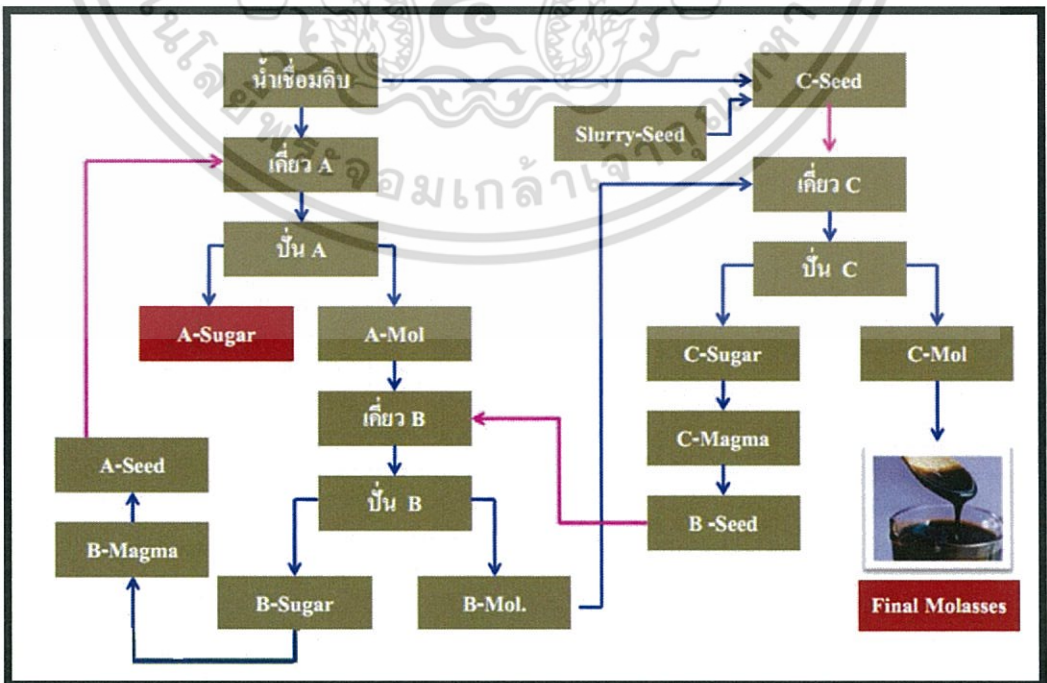 น้ำเชื่อมดิบ
C-Seed
Slurry-Seed
เคี่ยว A
เคี่ยว C
ปั่น A
ปั่น C
A-Sugar
A-Mol
C-Sugar
C-Mol
เคี่ยว B
C-Magma
A-Seed
ปั่น B
B -Seed
B-Magma
B-Sugar
B-Mol.
Final Molasses